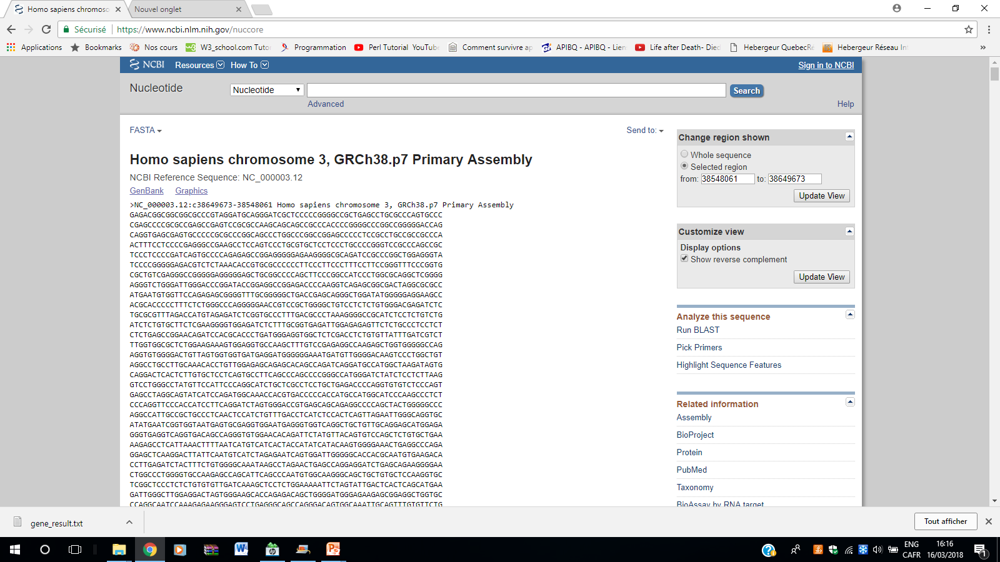 Homo sapiens chromoso
Nouvel onglet
Sécurisé
https://www.ncbi.nlm.nih.gov/nuccore
Applications
Bookmarks
Nos cours
W3_school.com Tutor
Programmation
Perl Tutorial YouTube
Comment survivre ap
APIBQ - APIBQ - Lien
Life after Death- Died
Hebergeur QuebecRé
Hebergeur Réseau In
NCBI Resources How To Sign in to NCBI
Nucleotide
Nucleotide
Search
Advanced
Help
FASTA
Send to:
Homo sapiens chromosome 3, GRCh38.p7 Primary Assembly
NCBI Reference Sequence: NC_000003.12
GenBank Graphics
>NC_000003.12:c38649673-38548061 Homo sapiens chromosome 3, GRCh38.p7 Primary Assembly
GAGACGGCGGCGGCGCCCGTAGGATGCAGGGATCGCTCCCCCGGGGCCGCTGAGCCTGCGCCCAGTGCCC
CGAGCCCCGCGCCGAGCCGAGTCCGCGCCAAGCAGCAGCCGCCCACCCCGGGGCCCGGCCGGGGGACCAG
CAGGTGAGCGAGTGCCCCCGCGCCCGGCAGCCCTGGCCCGGCCGGAGCCCCCTCCGCCTGCCGCCGCCCA
ACTTTCCTCCCCGAGGGCCGAAGCCTCCAGTCCCTGCGTGCTCCTCCCTGCCCCGGGTCCGCCCAGCCGC
TCCCTCCCCGATCAGTGCCCCAGAGAGCCGGAGGGGGAGAAGGGGCGCAGATCCGCCCGGCTGGAGGGTA
TCCCCGGGGGAGACGTCTCTAAACACCGTGCGCCCCCCTTCCCTTCCCTTTCCTTCCGGGTTTCCCGGTG
CGCTGTCGAGGGCCGGGGGAGGGGGAGCTGCGGCCCCAGCTTCCCGGCCATCCCTGGCGCAGGCTCGGGG
AGGGTCTGGGATTGGGACCCGGATACCGGAGGCCGGAGACCCCAAGGTCAGAGCGGCGACTAGGCGCGCC
ATGAATGTGGTTCCAGAGAGCGGGGTTTGCGGGGGCTGACCGAGCAGGGCTGGATATGGGGGAGGAAGCC
ACGCACCCCCTTTCTCTGGGCCCAGGGGGAACCGTCCGCTGGGGCTGTCCTCTCTGTGGGACGAGATCTC
TGCGCGTTTAGACCATGTAGAGATCTCGGTGCCCTTTGACGCCCTAAAGGGGCCGCATCTCCTCTGTCTG
ATCTCTGTGCTTCTCGAAGGGGTGGAGATCTCTTTGCGGTGAGATTGGAGAGAGTTCTCTGCCCTCCTCT
CTCTGAGCCGGAACAGATCCACGCACCCTGATGGGAGGTGGCTCTCGACCTCTGTGTTATTTGATCGTCT
TTGGTGGCGCTCTGGAAGAAAGTGGAGGTGCCAAGCTTTGTCCGAGAGGCCAAGAGCTGGTGGGGGCCAG
AGGTGTGGGGACTGTTAGTGGTGGTGATGAGGATGGGGGGAAATGATGTTGGGGACAAGTCCCTGGCTGT
AGGCCTGCCTTGCAAACACCTGTTGGAGAGCAGAGCACAGCCAGATCAGGATGCCATGGCTAAGATAGTG
CAGGACTCACTCTTGTGCTCCTCAGTGCCTTCAGCCCAGCCCCGGGCCATGGGATCTATCTCCTCTTAAG
GTCCTGGGCCTATGTTCCATTCCCAGGCATCTGCTCGCCTCCTGCTGAGACCCCAGGTGTGTCTCCCAGT
GAGCCTAGGCAGTATCATCCAGATGGCAAACCACGTGACCCCCACCATGCCATGGCATCCCAAGCCCTCT
CCCAGGTTCCCACCATCCTTCAGGATCTAGTGGGACCGTGAGCAGCAGAGGCCCCAGCTACTGGGGGCCC
AGGCCATTGCCGCTGCCCTCAACTCCATCTGTTTGACCTCATCTCCACTCAGTTAGAATTGGGCAGGTGC
ATATGAATCGGTGGTAATGAGTGCGAGGTGGAATGAGGGTGGTCAGGCTGCTGTTGCAGGAGCATGGAGA
GGGTGAGGTCAGGTGACAGCCAGGGTGTGGAACACAGATTCTATGTTACAGTGTCCAGCTCTGTGCTGAA
AAGAGCCTCATTAAACTTTTAATCATGTCATCACTACCATATCATACAAGTGGGGAAACTGAGGCCCAGA
GGAGCTCAAGGACTTATTCAATGTCATCTAGAGAATCAGTGGATTGGGGGCACCACGCAATGTGAAGACA
CCTTGAGATCTACTTTCTGTGGGGCAAATAAGCCTAGAACTGAGCCAGGAGGATCTGAGCAGAAGGGGAA
CTGGCCCTGGGGTGCCAAGAGCCAGCATTCAGCCCAATGTGGCAAGGGCAGCTGCTGTGCTCCAAGGTGC
TCGGCTCCCTCTCTGTGTGTTGATCAAAGCTCCTCTGGAAAAATTCTAGTATTGACTCACTCAGCATGAA
GATTGGGCTTGGAGGACTAGTGGGAAGCACCAGAGACAGCTGGGGATGGGAGAAGAGCGGAGGCTGGTGC
CCAGGCAATCCAAAGAGAAGGGAGTCCTGAGGGCAGCCAGGGACAGTGGCAAATTGCAGTTTGTGTTCTG
Change region shown
Whole sequence
Selected region
from: 38548061 to: 38649673
Update View
Customize view
Display options
Show reverse complement
Update View
Analyze this sequence
Run BLAST
Pick Primers
Highlight Sequence Features
Related information
Assembly
BioProject
Protein
PubMed
Taxonomy
BioAssay by RNA target
gene_result.txt
Tout afficher
ENG
CAFR
16:16
16/03/2018
1